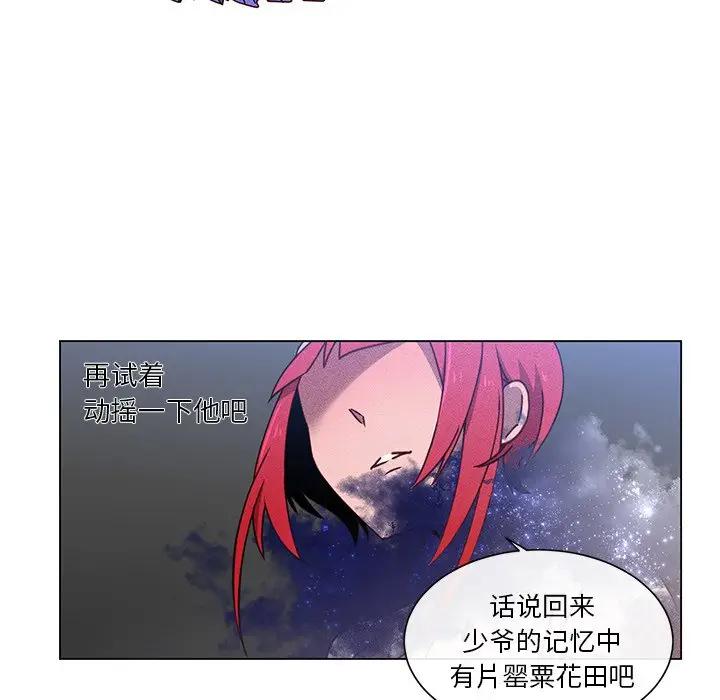 再试着
动摇一下他吧
话说回来
少爷的记忆中
有片罂粟花田吧